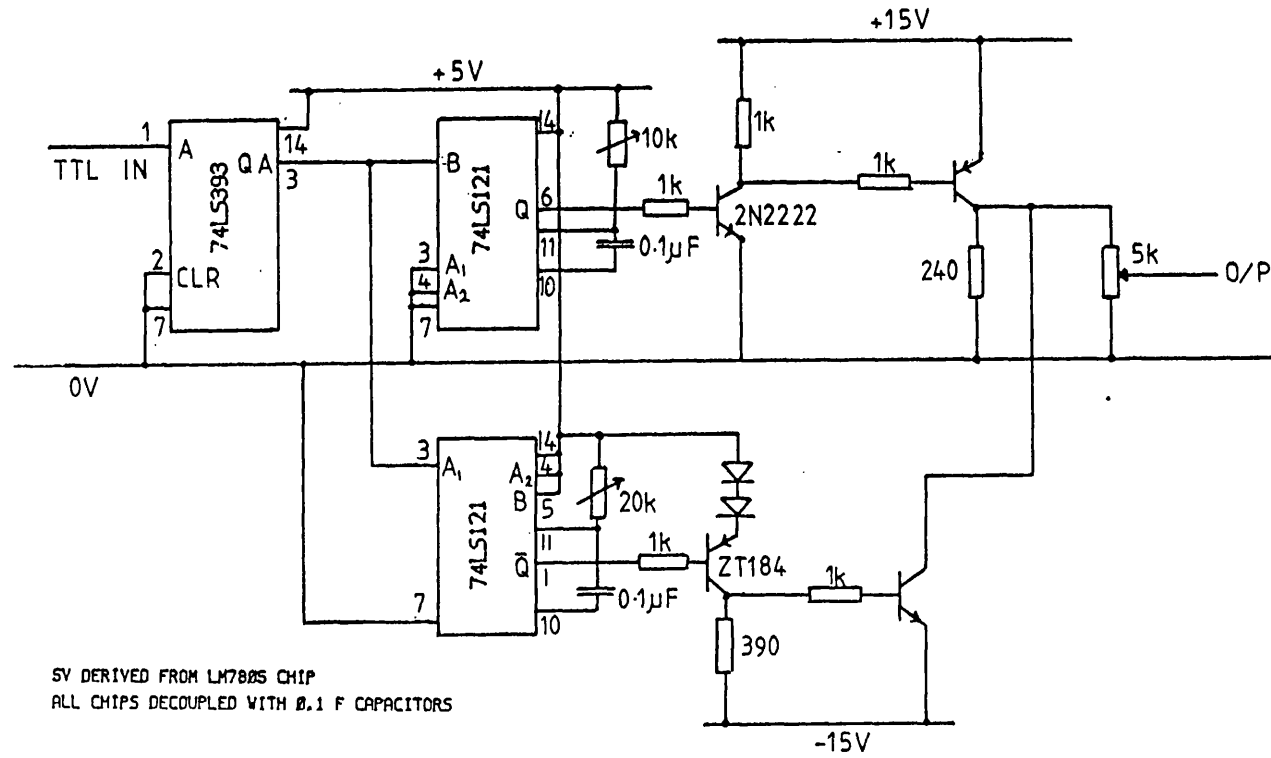 +15V
+5V
1
A
TTL IN
14
Q A
3
74LS393
2
CLR
7
B
14
74LS121
10k
1k
Q
6
1k
2N2222
1k
11
0.1µF
10
3
A1
4
A2
7
240
5k
O/P
0V
3
A1
14
A2
4
B
5
20k
74LS121
11
Q̅
1
1k
ZT184
1k
0.1µF
10
7
390
-15V
5V DERIVED FROM LM7805 CHIP
ALL CHIPS DECOUPLED WITH 0.1 F CAPACITORS